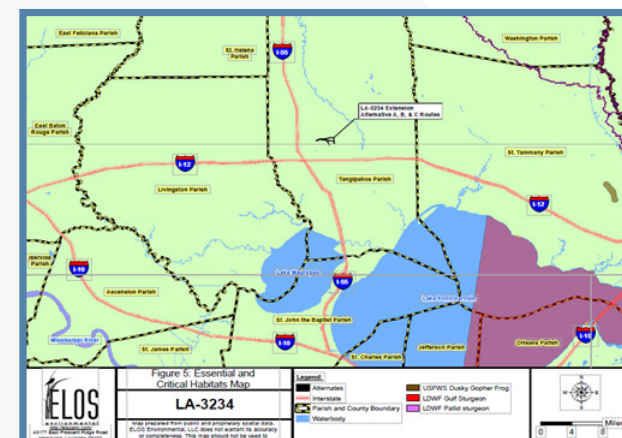 East Feliciana Parish
St. Helena
Parish
I-55
Washington Parish
LA-3234 Extension
Alternative A, B, & C Routes
East Baton
Rouge Parish
I-12
St. Tammany Parish
Livingston Parish
Tangipahoa Parish
I-12
Parish
I-10
Lake Maurepas
I-55
Ascension Parish
Lake Pontchartrain
St. John the Baptist Parish
Mississippi River
St. James Parish
I-10
Jefferson Parish
Orleans Parish
I-10
St. Charles Parish
ELOS
environmental
Figure 5: Essential and
Critical Habitats Map
LA-3234
Map prepared from public and proprietary spatial data.
ELOS Environmental, LLC does not warrant its accuracy
or completeness. This map should not be used to
Legend:
Alternates
Interstate
Parish and County Boundary
Waterbody
USFWS Dusky Gopher Frog
LDWF Gulf Sturgeon
LDWF Pallid sturgeon
Miles
0 4 8